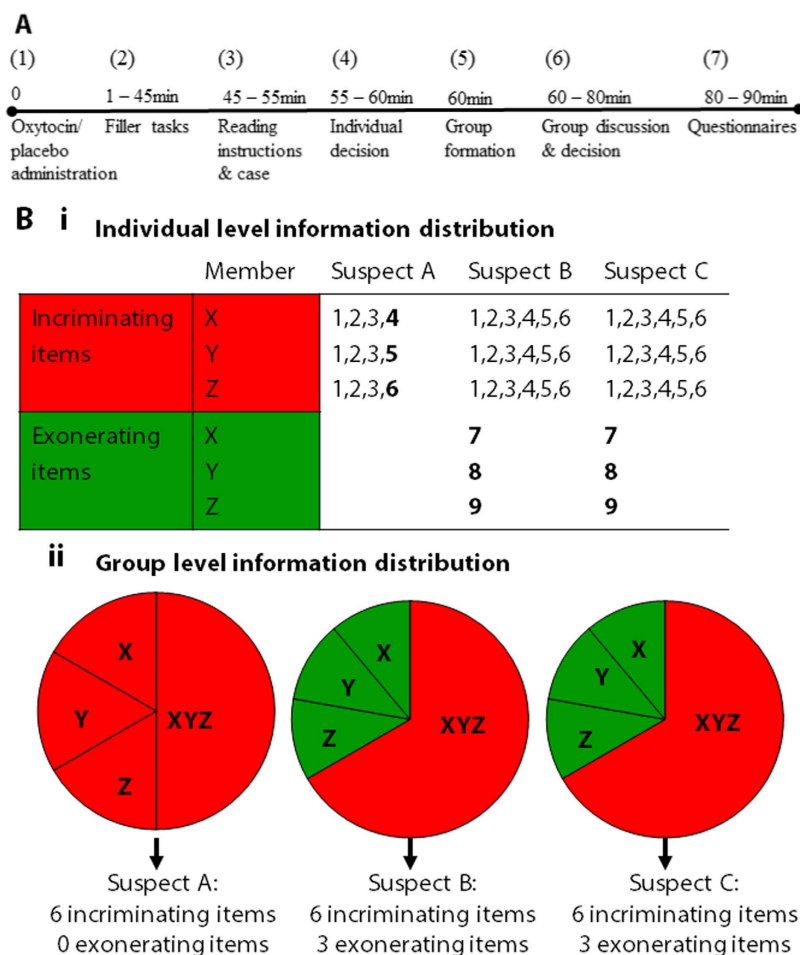 A
(1) (2) (3) (4) (5) (6) (7)
0 1 – 45min 45 – 55min 55 – 60min 60min 60 – 80min 80 – 90min
Oxytocin/ Filler tasks Reading Individual Group Group discussion Questionnaires
placebo instructions decision formation & decision
administration & case
B i Individual level information distribution
Member Suspect A Suspect B Suspect C
Incriminating X 1,2,3,4 1,2,3,4,5,6 1,2,3,4,5,6
items Y 1,2,3,5 1,2,3,4,5,6 1,2,3,4,5,6
Z 1,2,3,6 1,2,3,4,5,6 1,2,3,4,5,6
Exonerating X 7 7
items Y 8 8
Z 9 9
ii Group level information distribution
X X X
Y XYZ Y XYZ Y XYZ
Z Z Z
Suspect A: Suspect B: Suspect C:
6 incriminating items 6 incriminating items 6 incriminating items
0 exonerating items 3 exonerating items 3 exonerating items